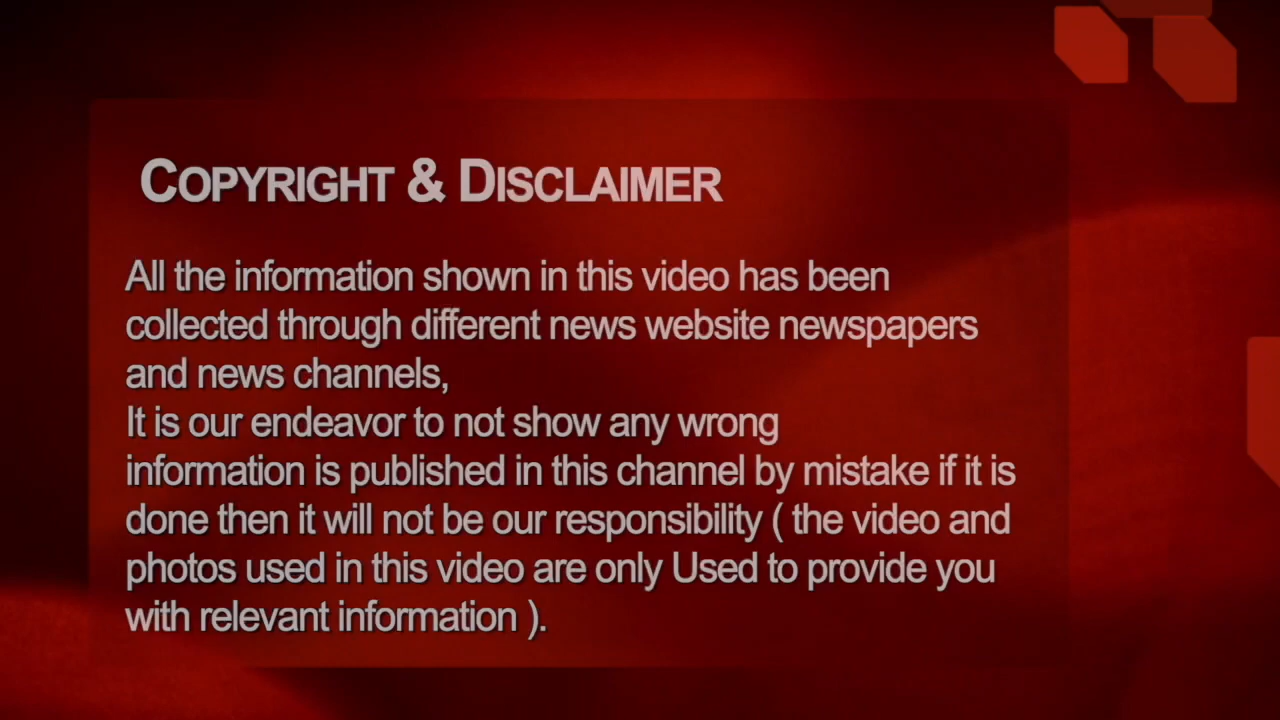 COPYRIGHT & DISCLAIMER
All the information shown in this video has been
collected through different news website newspapers
and news channels,
It is our endeavor to not show any wrong
information is published in this channel by mistake if it is
done then it will not be our responsibility ( the video and
photos used in this video are only Used to provide you
with relevant information ).